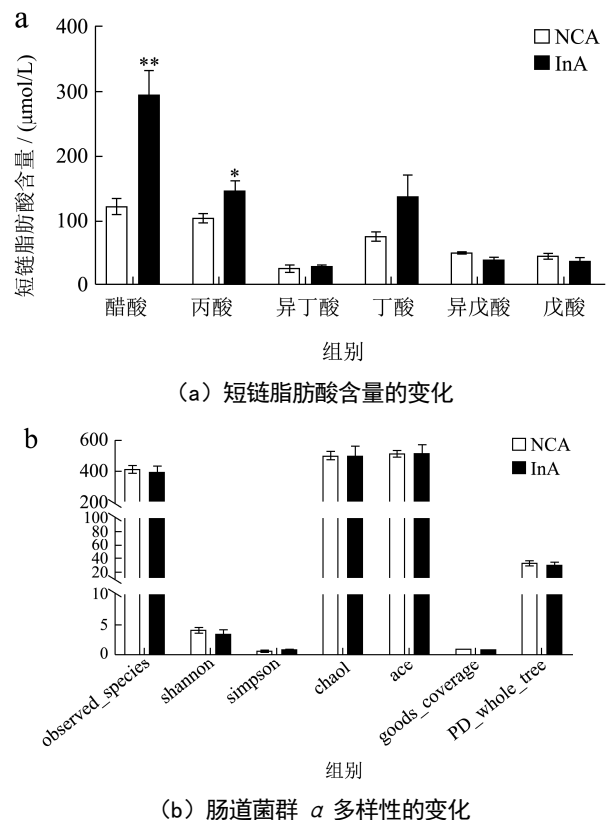 a
400
300
200
100
0
短链脂肪酸含量 / (μmol/L)
NCA
InA
**
*
醋酸 丙酸 异丁酸 丁酸 异戊酸 戊酸
组别
（a）短链脂肪酸含量的变化
b
600
400
200
100
80
60
40
20
10
5
0
NCA
InA
observed_species shannon simpson chaol ace goods_coverage PD_whole_tree
组别
（b）肠道菌群 α 多样性的变化